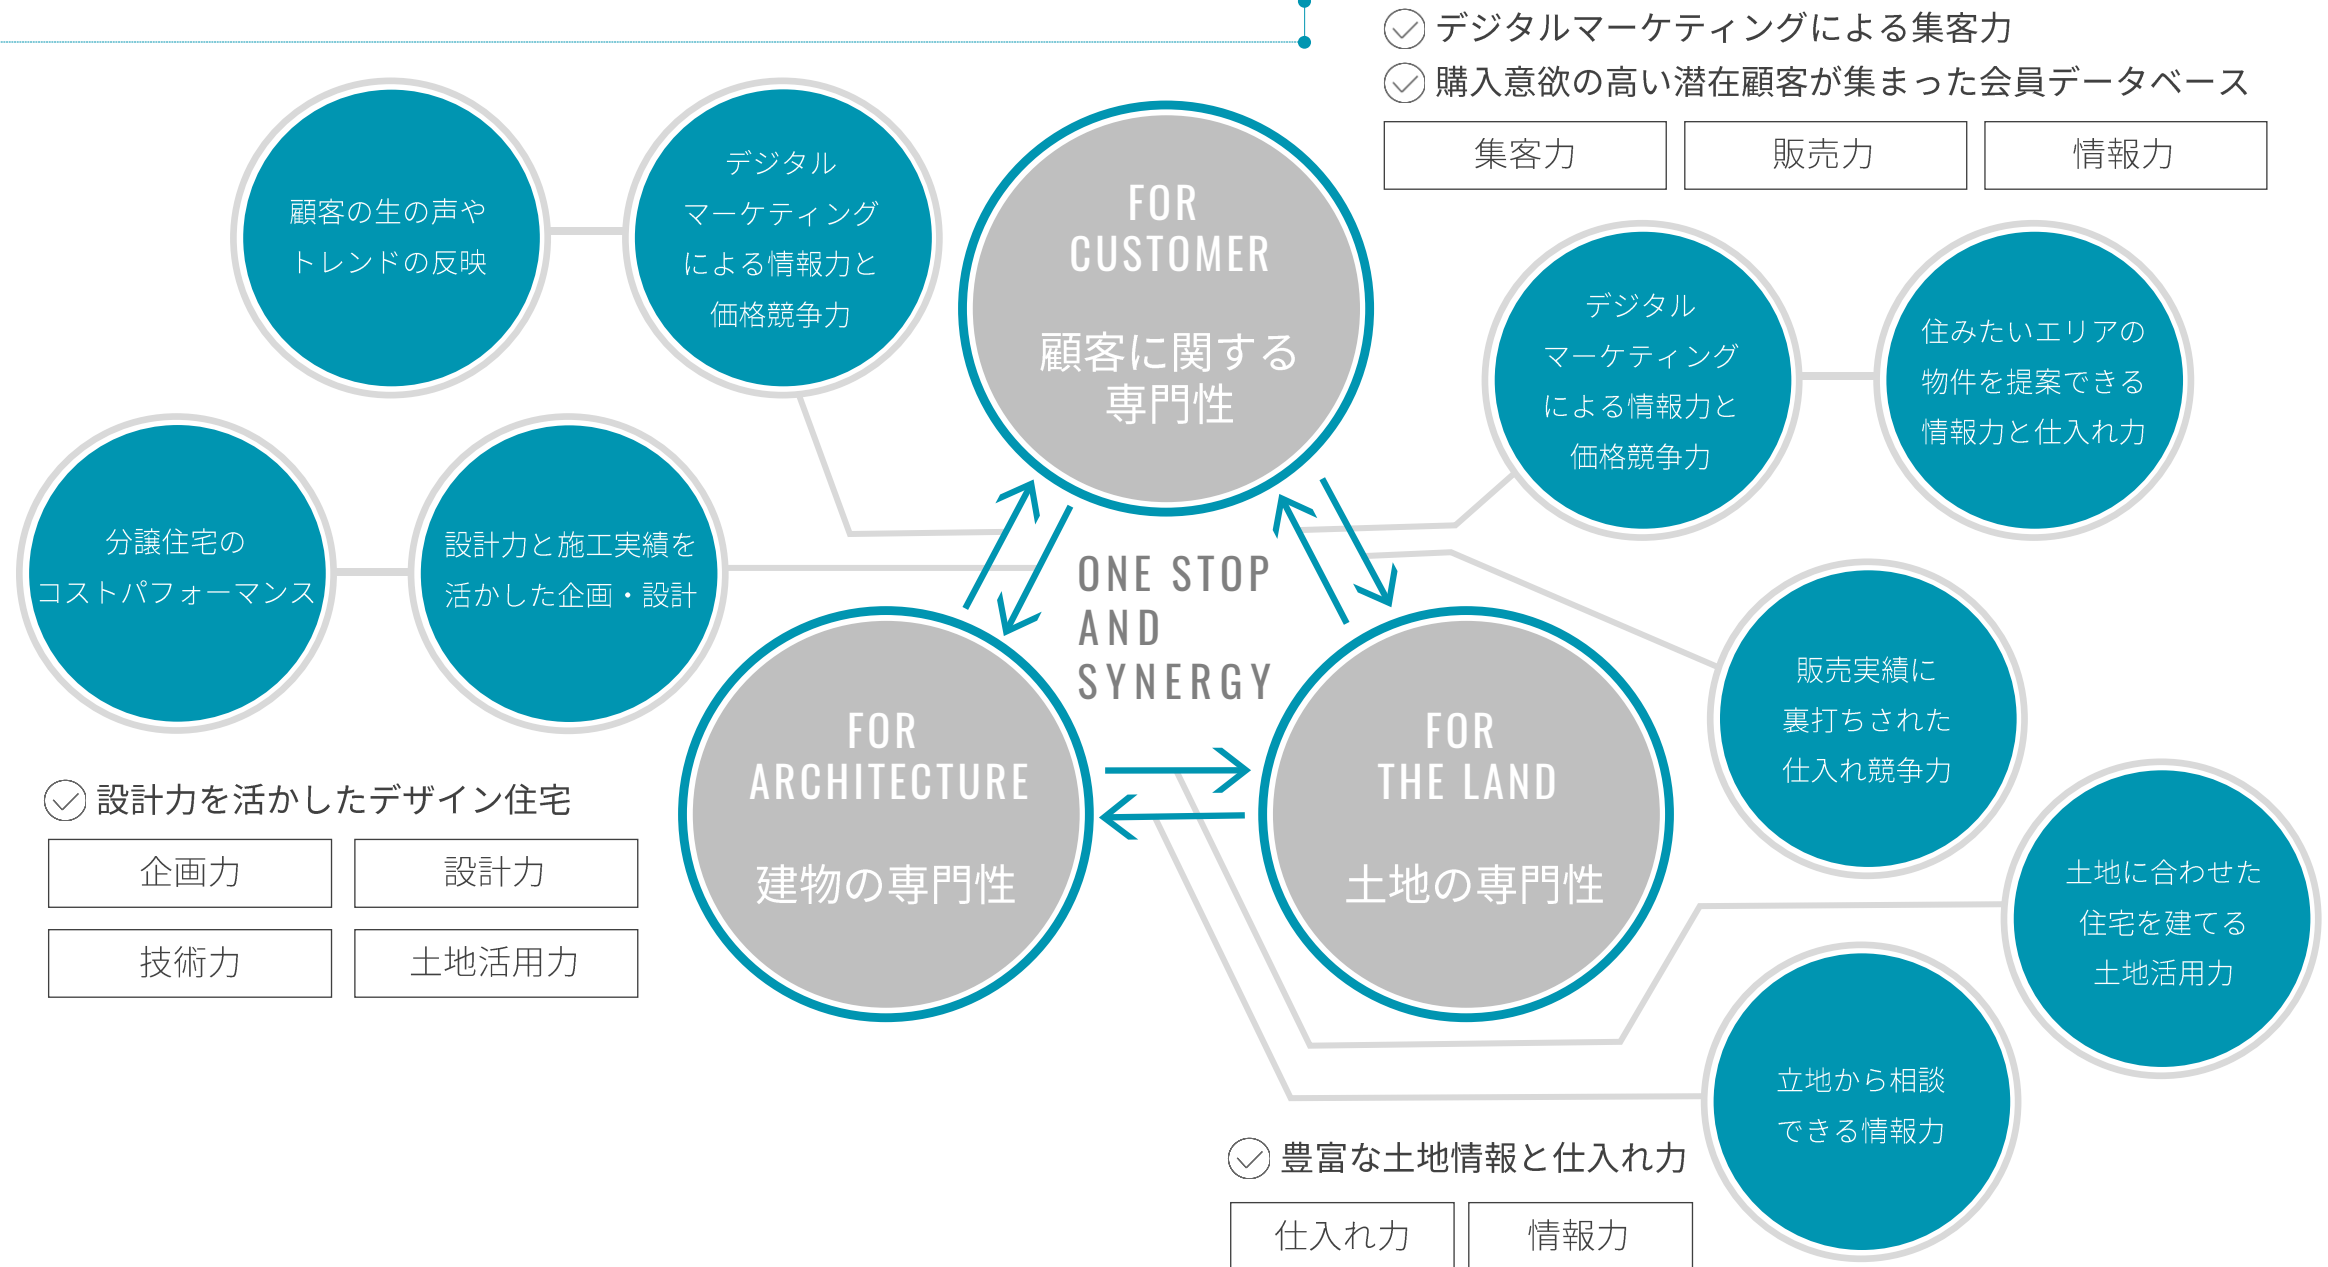 デジタルマーケティングによる集客力
購入意欲の高い潜在顧客が集まった会員データベース
集客力
販売力
情報力
顧客の生の声や
トレンドの反映
デジタル
マーケティング
による情報力と
価格競争力
FOR
CUSTOMER
顧客に関する
専門性
デジタル
マーケティング
による情報力と
価格競争力
住みたいエリアの
物件を提案できる
情報力と仕入れ力
分譲住宅の
コストパフォーマンス
設計力と施工実績を
活かした企画・設計
ONE STOP
AND
SYNERGY
FOR
ARCHITECTURE
建物の専門性
FOR
THE LAND
土地の専門性
販売実績に
裏打ちされた
仕入れ競争力
設計力を活かしたデザイン住宅
企画力
設計力
技術力
土地活用力
土地に合わせた
住宅を建てる
土地活用力
立地から相談
できる情報力
豊富な土地情報と仕入れ力
仕入れ力
情報力